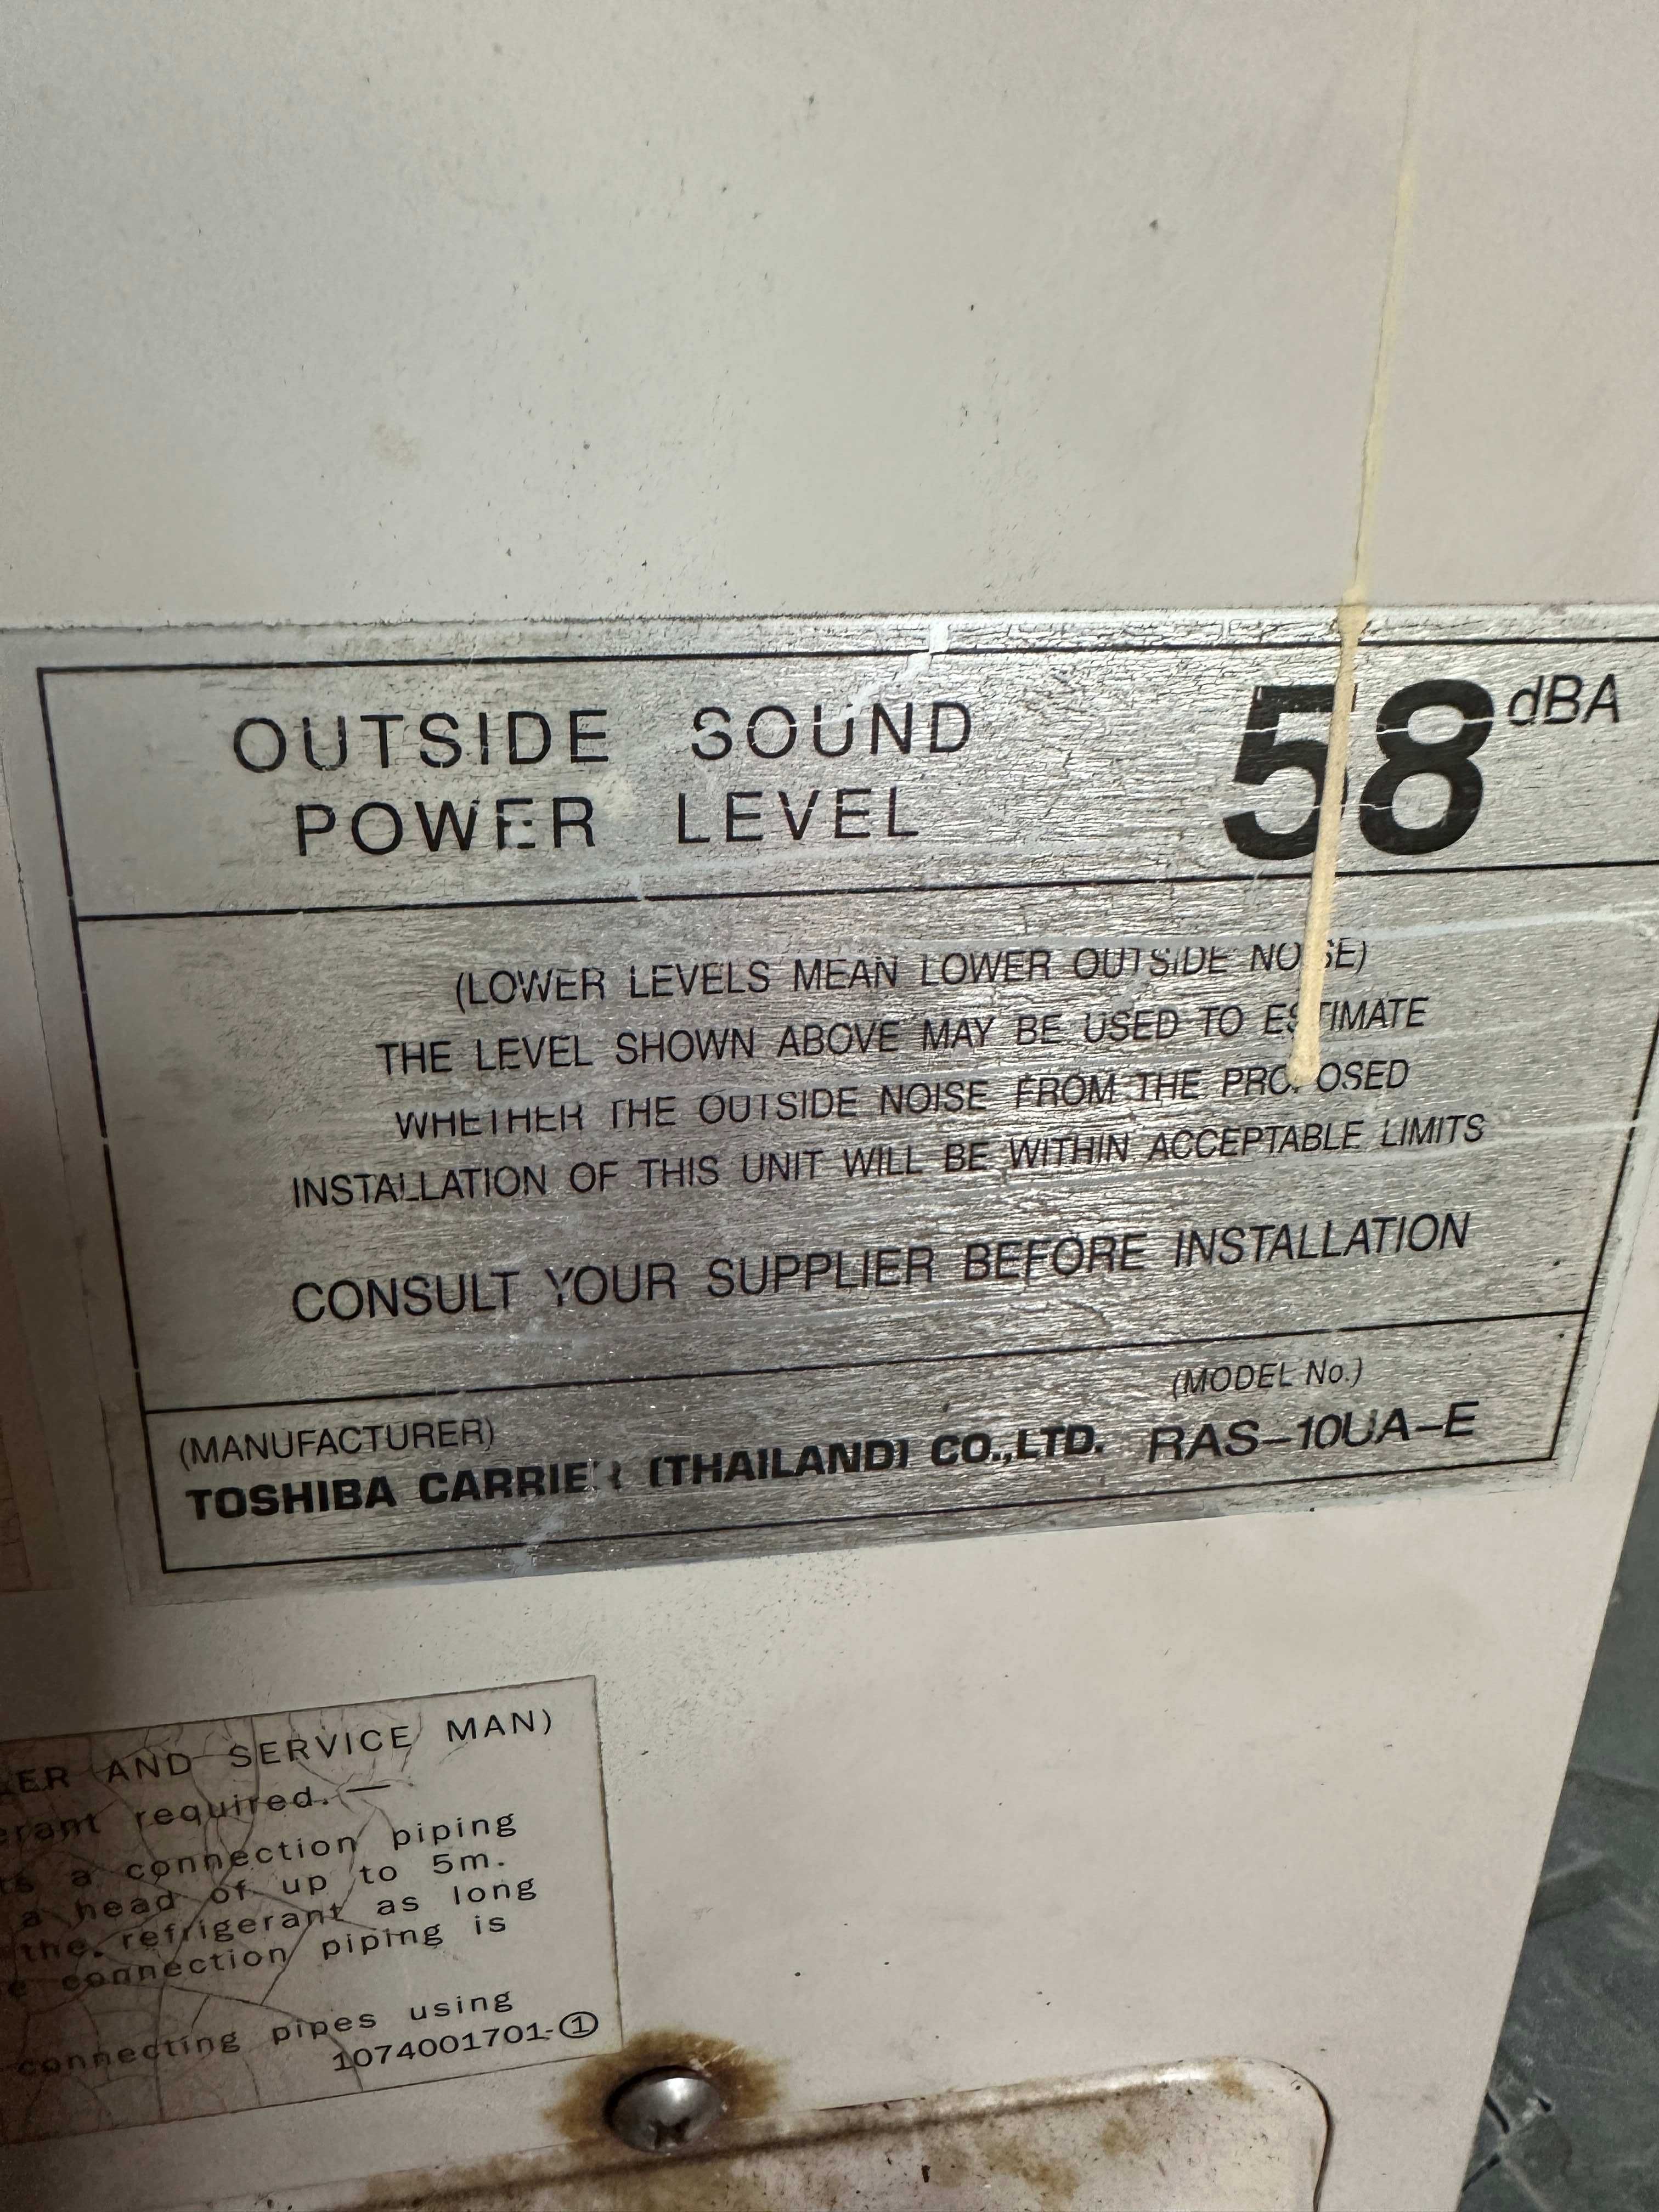 OUTSIDE SOUND
POWER LEVEL
58 dBA
(LOWER LEVELS MEAN LOWER OUTSIDE NOISE)
THE LEVEL SHOWN ABOVE MAY BE USED TO ESTIMATE
WHETHER THE OUTSIDE NOISE FROM THE PROPOSED
INSTALLATION OF THIS UNIT WILL BE WITHIN ACCEPTABLE LIMITS
CONSULT YOUR SUPPLIER BEFORE INSTALLATION
(MANUFACTURER)
TOSHIBA CARRIER (THAILAND) CO.,LTD.
(MODEL No.)
RAS-10UA-E
AND SERVICE MAN)
required.—
a connection piping
a head of up to 5m.
the refrigerant as long
connection piping is
connecting pipes using
1074001701-①